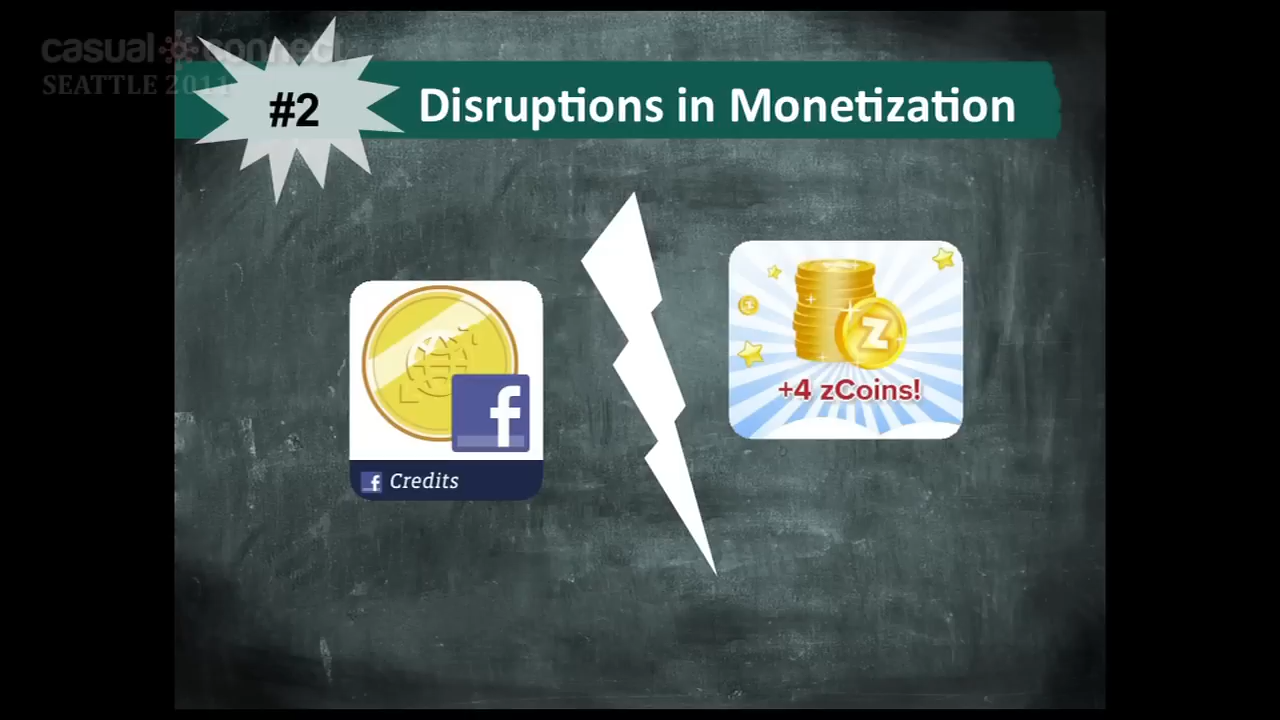 casual connect
SEATTLE 2011
#2
Disruptions in Monetization
f
f Credits
Z
+4 zCoins!